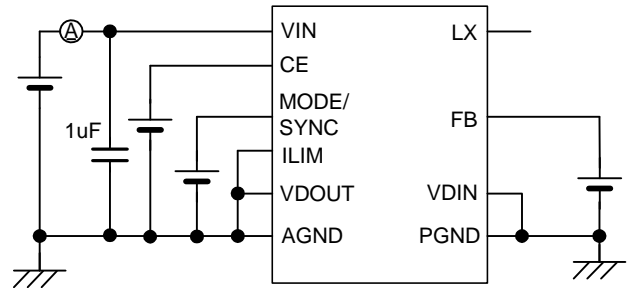 A
VIN
LX
CE
MODE/
SYNC
FB
1uF
ILIM
VDOUT
VDIN
AGND
PGND